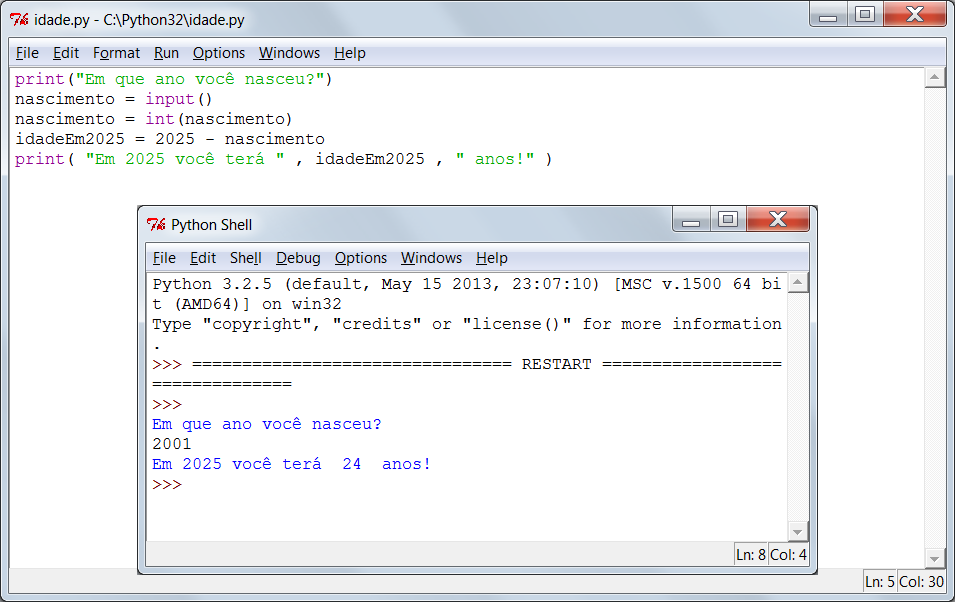 idade.py - C:\Python32\idade.py
File Edit Format Run Options Windows Help
print("Em que ano você nasceu?")
nascimento = input()
nascimento = int(nascimento)
idadeEm2025 = 2025 - nascimento
print( "Em 2025 você terá " , idadeEm2025 , " anos!" )
Python Shell
File Edit Shell Debug Options Windows Help
Python 3.2.5 (default, May 15 2013, 23:07:10) [MSC v.1500 64 bi
t (AMD64)] on win32
Type "copyright", "credits" or "license()" for more information
.
>>> ================================ RESTART ==================
==============
>>>
Em que ano você nasceu?
2001
Em 2025 você terá  24  anos!
>>>
Ln: 8 Col: 4
Ln: 5 Col: 30